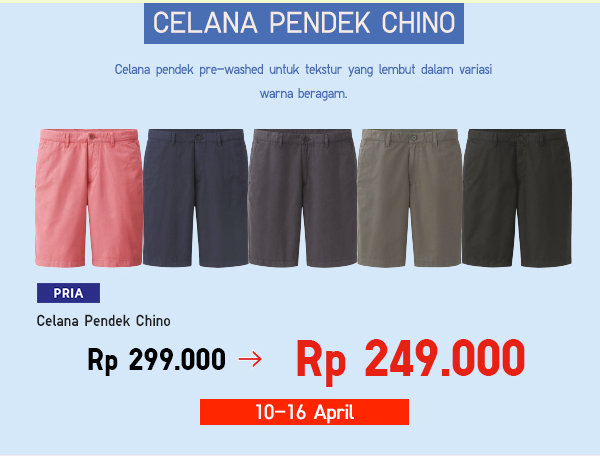 CELANA PENDEK CHINO
Celana pendek pre-washed untuk tekstur yang lembut dalam variasi
warna beragam.
PRIA
Celana Pendek Chino
Rp 299.000 → Rp 249.000
10-16 April